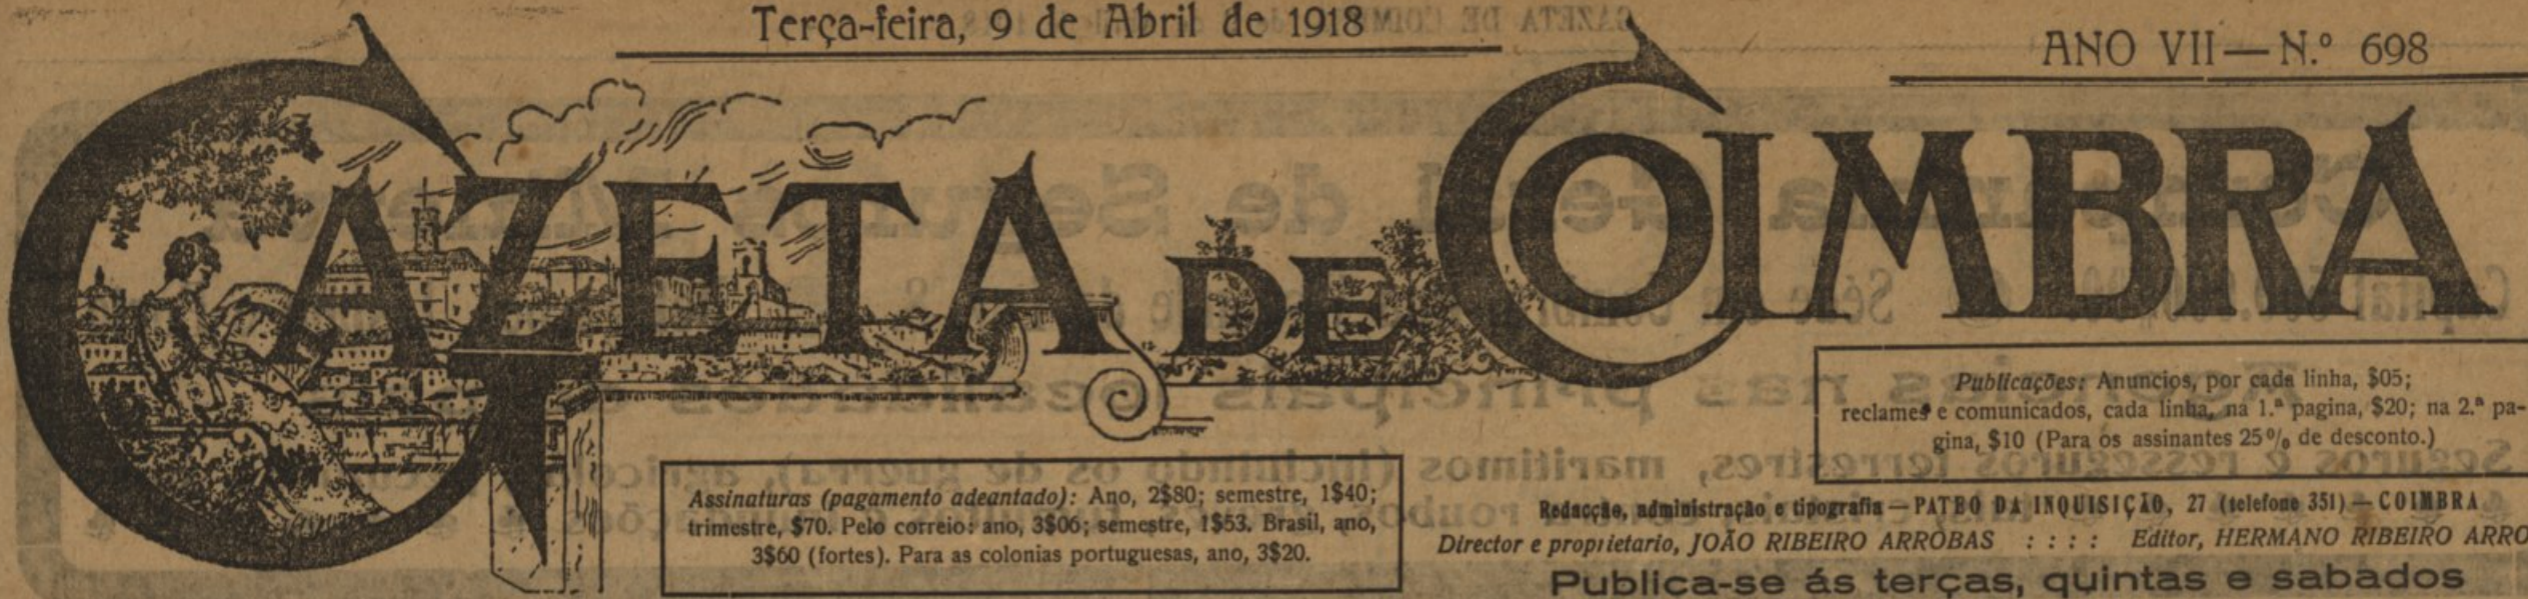 Terça-feira, 9 de Abril de 1918
ANO VII—N.º 698
GAZETA DE COIMBRA
Publicações: Anuncios, por cada linha, $05;
reclames e comunicados, cada linha, na 1.ª pagina, $20; na 2.ª pa-
gina, $10 (Para os assinantes 25% de desconto.)
Assinaturas (pagamento adeantado): Ano, 2$80; semestre, 1$40;
trimestre, $70. Pelo correio: ano, 3$06; semestre, 1$53. Brasil, ano,
3$60 (fortes). Para as colonias portuguesas, ano, 3$20.
Redacção, administração e tipografia—PATEO DA INQUISIÇÃO, 27 (telefone 351)—COIMBRA
Director e proprietario, JOÃO RIBEIRO ARROBAS : : : : Editor, HERMANO RIBEIRO ARRO
Publica-se ás terças, quintas e sabados